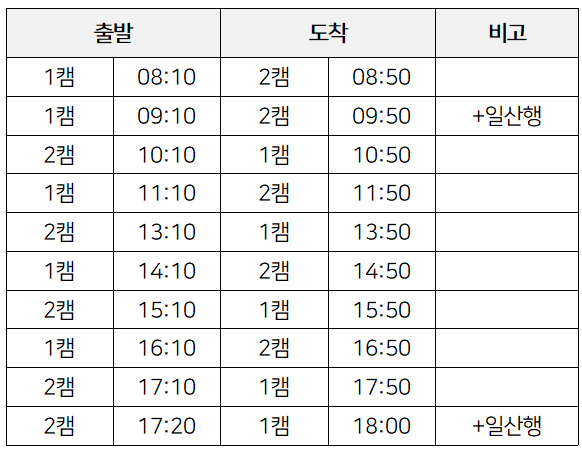 출발 도착 비고
1캠 08:10 2캠 08:50
1캠 09:10 2캠 09:50 +일산행
2캠 10:10 1캠 10:50
1캠 11:10 2캠 11:50
2캠 13:10 1캠 13:50
1캠 14:10 2캠 14:50
2캠 15:10 1캠 15:50
1캠 16:10 2캠 16:50
2캠 17:10 1캠 17:50
2캠 17:20 1캠 18:00 +일산행